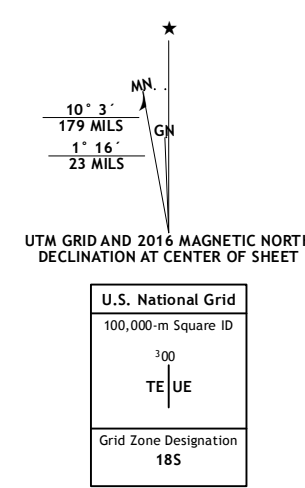 ★
MN
GN
10° 3´
179 MILS
1° 16´
23 MILS
UTM GRID AND 2016 MAGNETIC NORT
DECLINATION AT CENTER OF SHEET
U.S. National Grid
100,000-m Square ID
³00
TE UE
Grid Zone Designation
18S